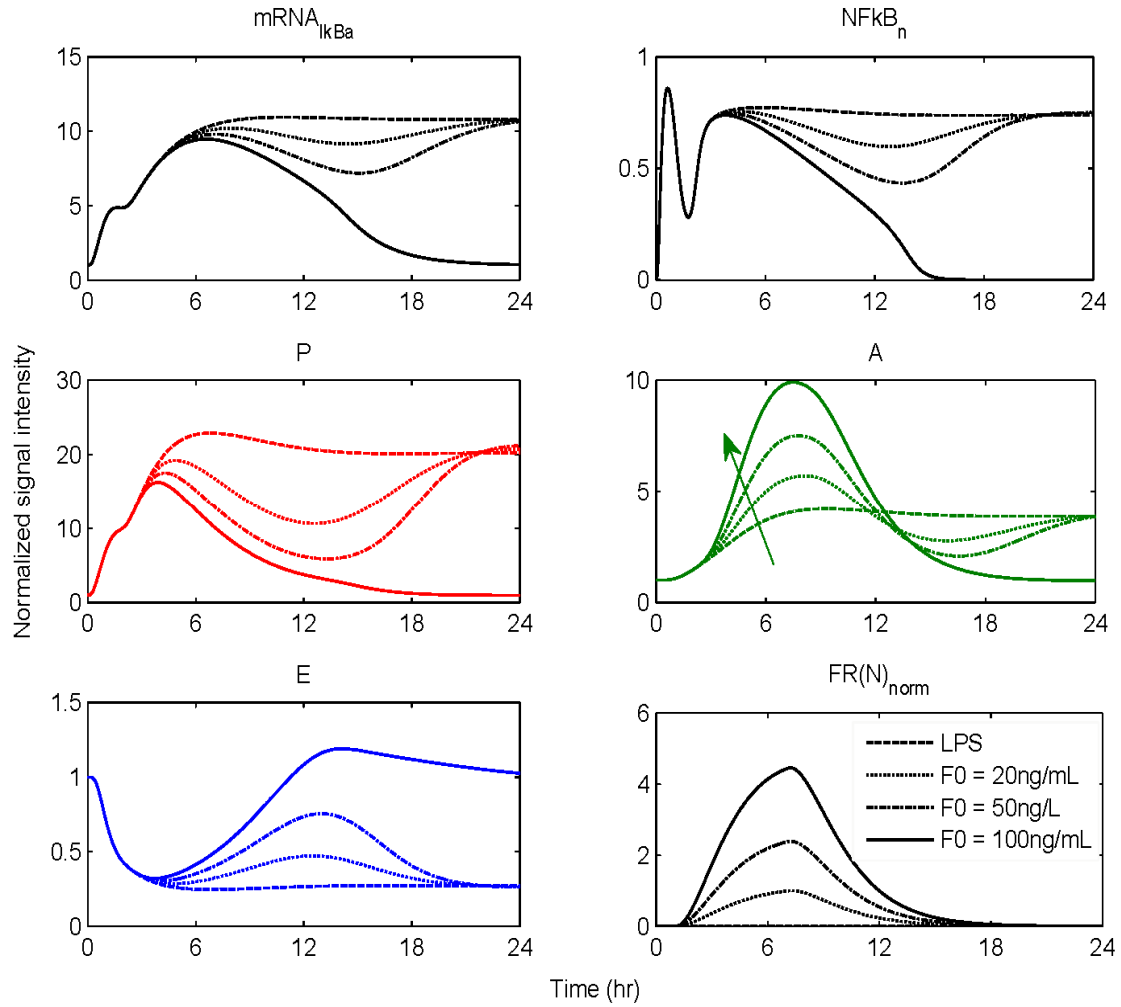 mRNA_IkBa
NFkB_n
15
10
5
0
0 6 12 18 24
1
0.5
0
0 6 12 18 24
Normalized signal intensity
P
A
30
20
10
0
0 6 12 18 24
10
5
0
0 6 12 18 24
E
FR(N)_norm
1.5
1
0.5
0
0 6 12 18 24
6
4
2
0
0 6 12 18 24
LPS
F0 = 20ng/mL
F0 = 50ng/L
F0 = 100ng/mL
Time (hr)